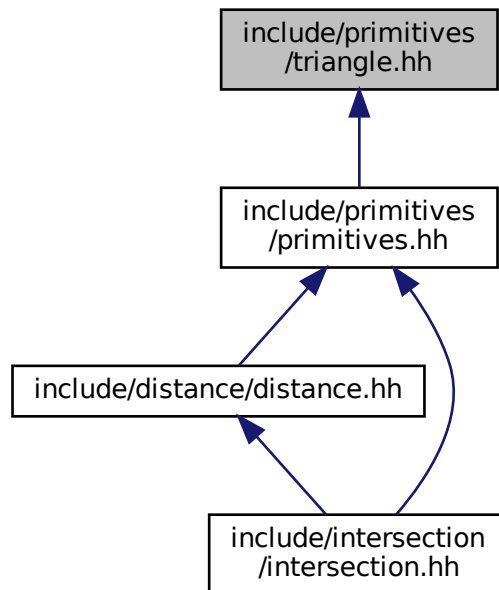 include/primitives
/triangle.hh
include/primitives
/primitives.hh
include/distance/distance.hh
include/intersection
/intersection.hh